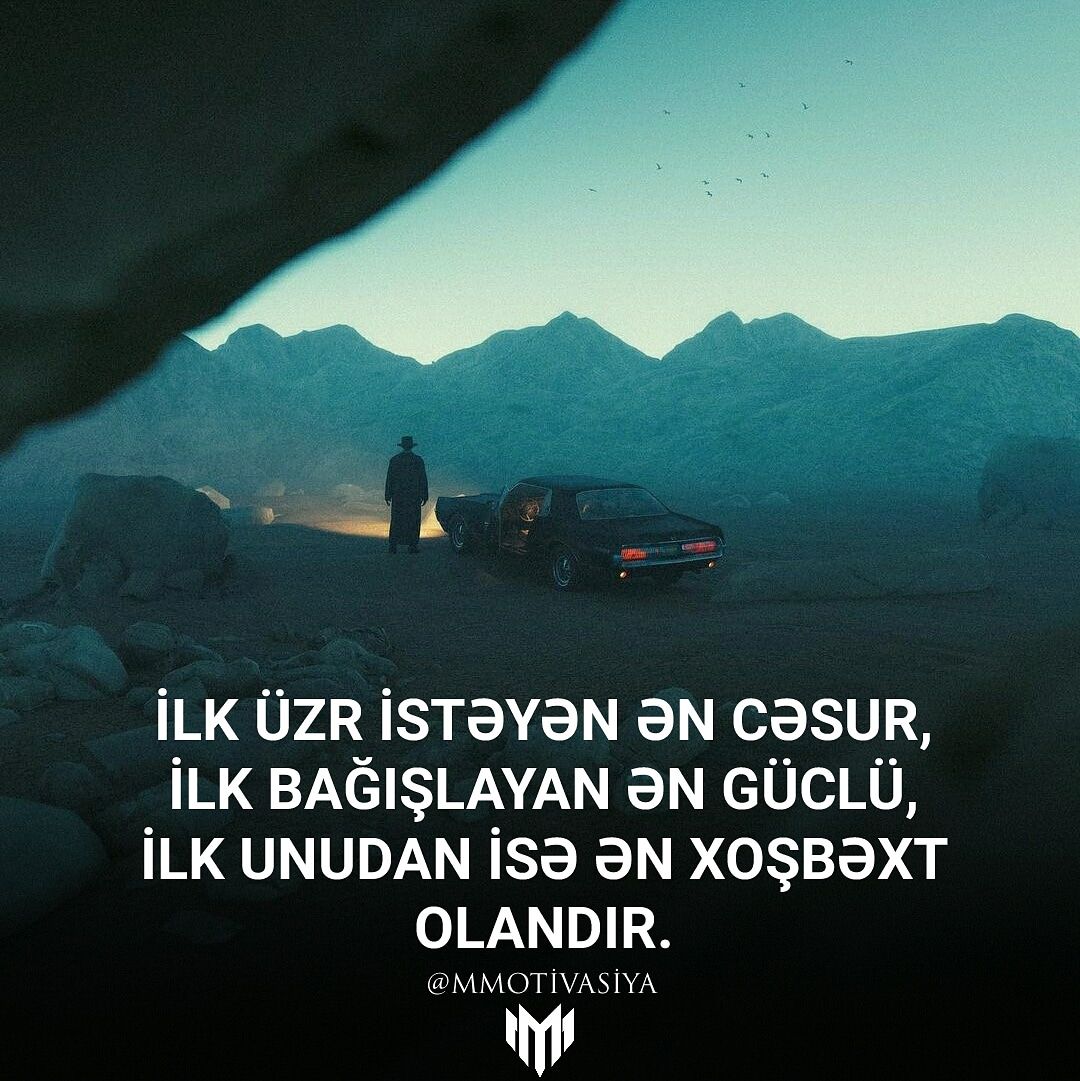 İLK ÜZR İSTƏYƏN ƏN CƏSUR,
İLK BAĞIŞLAYAN ƏN GÜCLÜ,
İLK UNUDAN İSƏ ƏN XOŞBƏXT
OLANDIR.
@MMOTİVASİYA